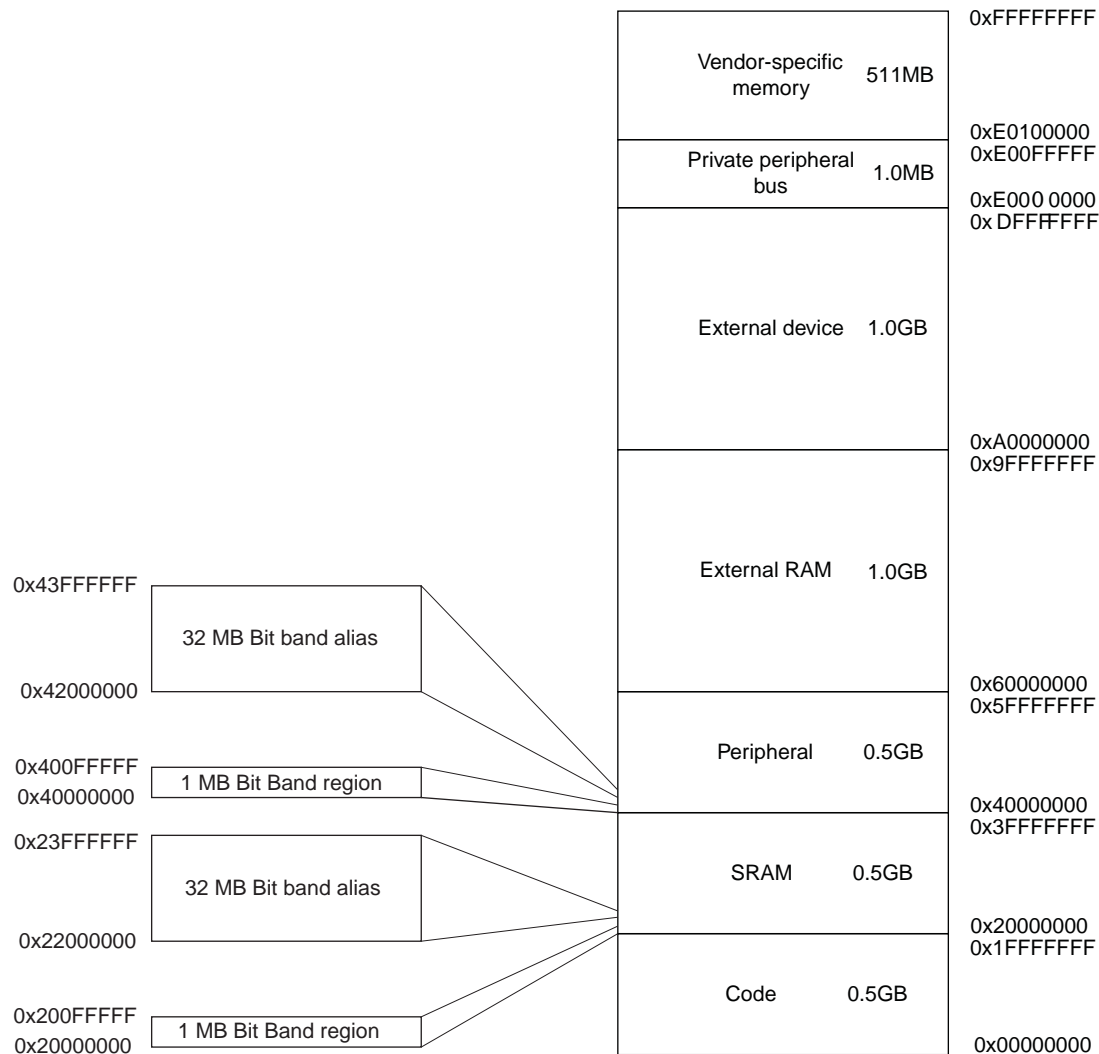 0xFFFFFFFF
Vendor-specific
memory
511MB
0xE0100000
0xE00FFFFF
Private peripheral
bus
1.0MB
0xE000 0000
0x DFFFFFFF
External device 1.0GB
0xA0000000
0x9FFFFFFF
External RAM 1.0GB
0x60000000
0x5FFFFFFF
Peripheral 0.5GB
0x40000000
0x3FFFFFFF
SRAM 0.5GB
0x20000000
0x1FFFFFFF
Code 0.5GB
0x00000000
0x43FFFFFF
32 MB Bit band alias
0x42000000
0x400FFFFF
1 MB Bit Band region
0x40000000
0x23FFFFFF
32 MB Bit band alias
0x22000000
0x200FFFFF
1 MB Bit Band region
0x20000000